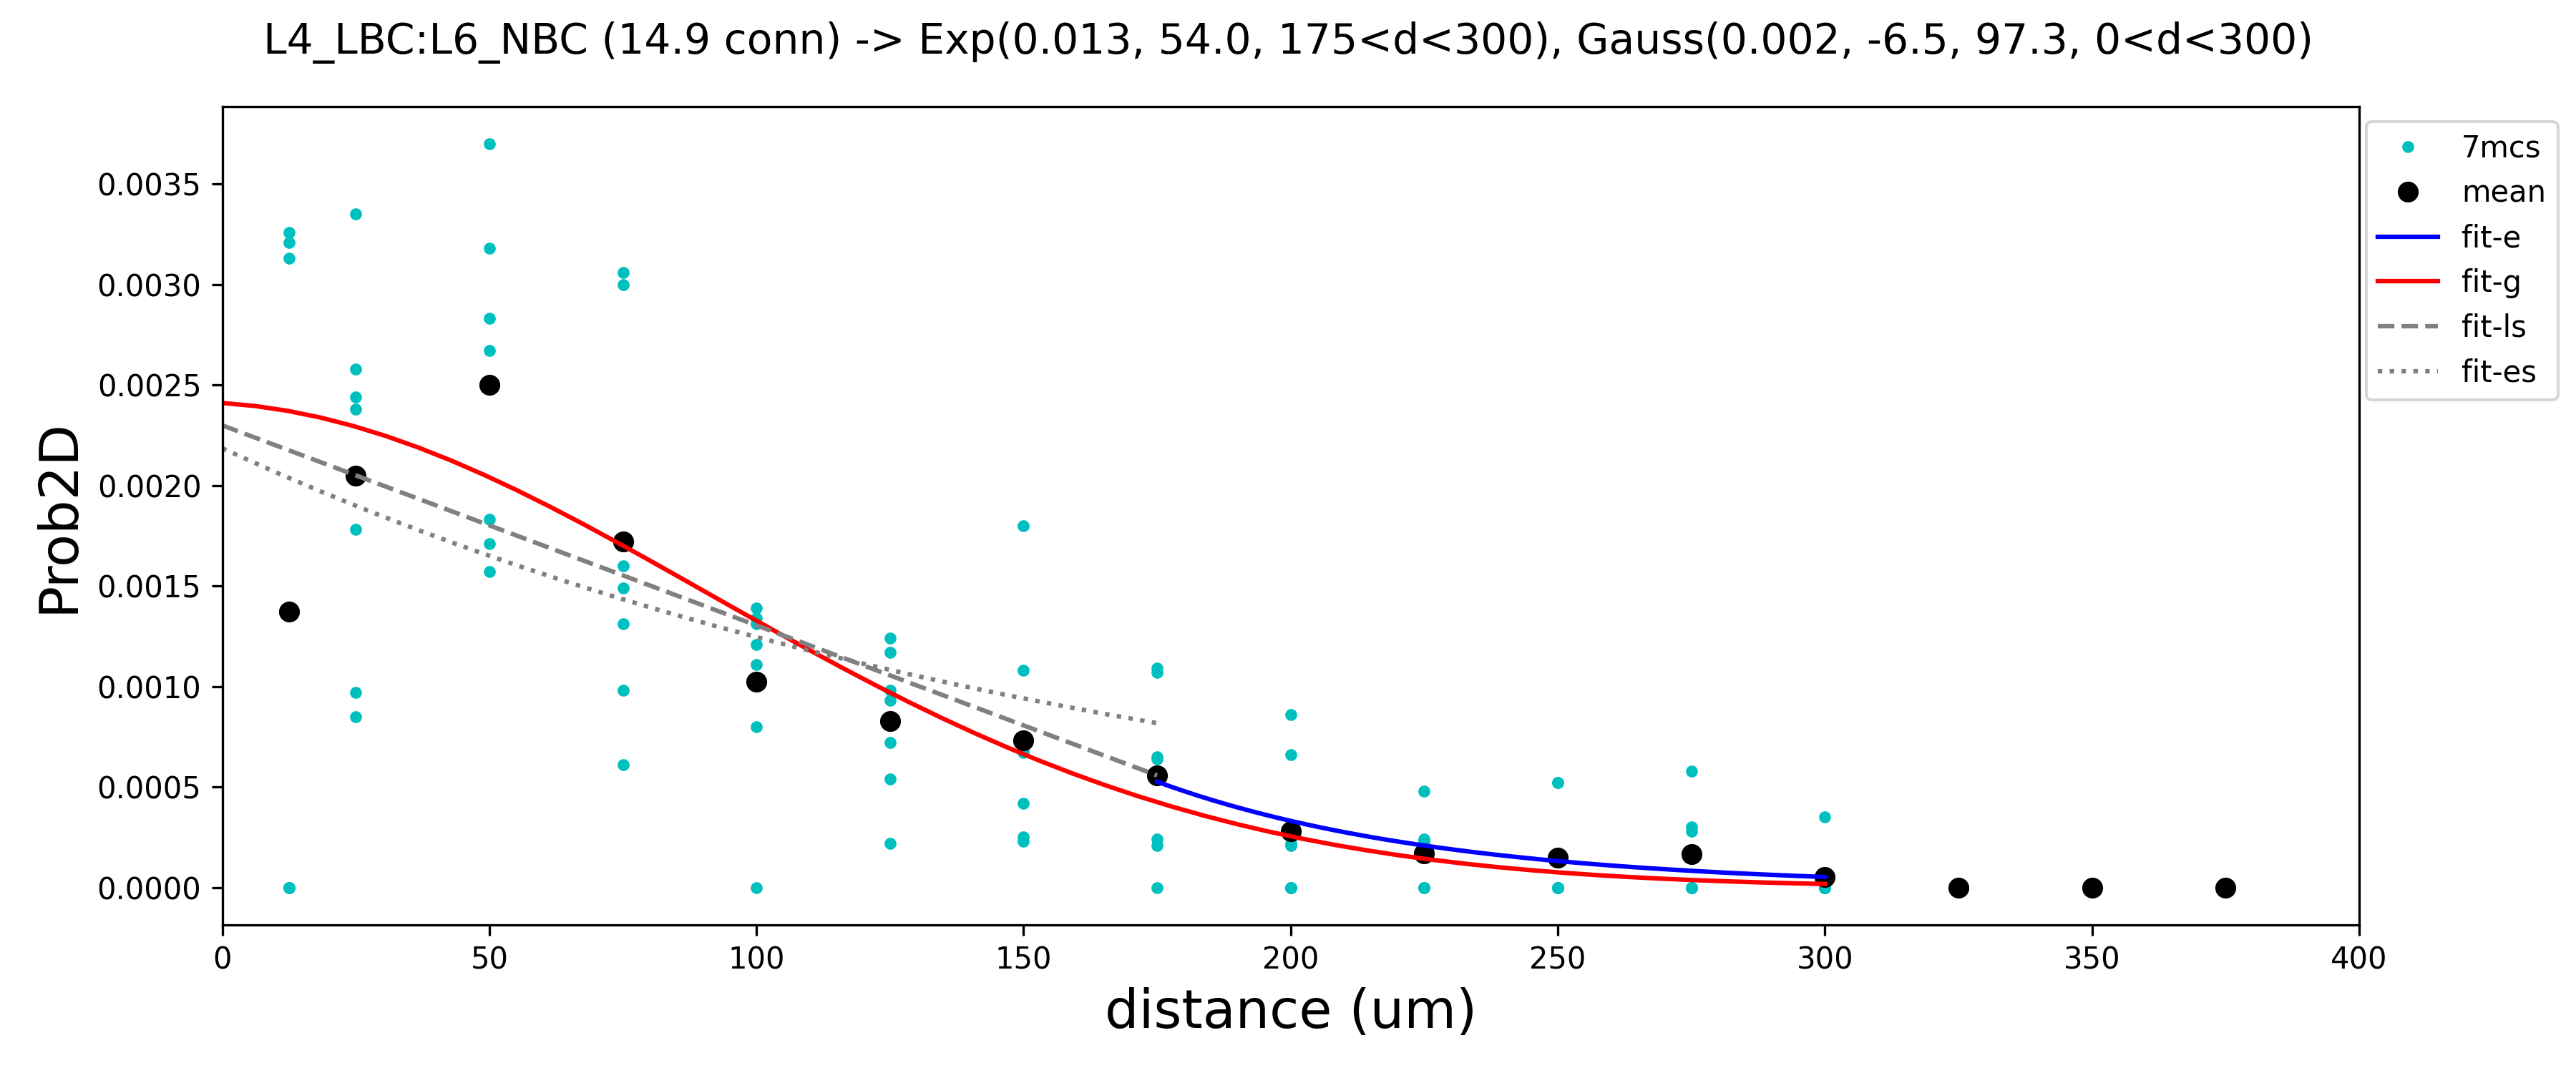 L4_LBC:L6_NBC (14.9 conn) -> Exp(0.013, 54.0, 175<d<300), Gauss(0.002, -6.5, 97.3, 0<d<300)
Prob2D
0.0035
0.0030
0.0025
0.0020
0.0015
0.0010
0.0005
0.0000
0 50 100 150 200 250 300 350 400
distance (um)
7mcs
mean
fit-e
fit-g
fit-ls
fit-es